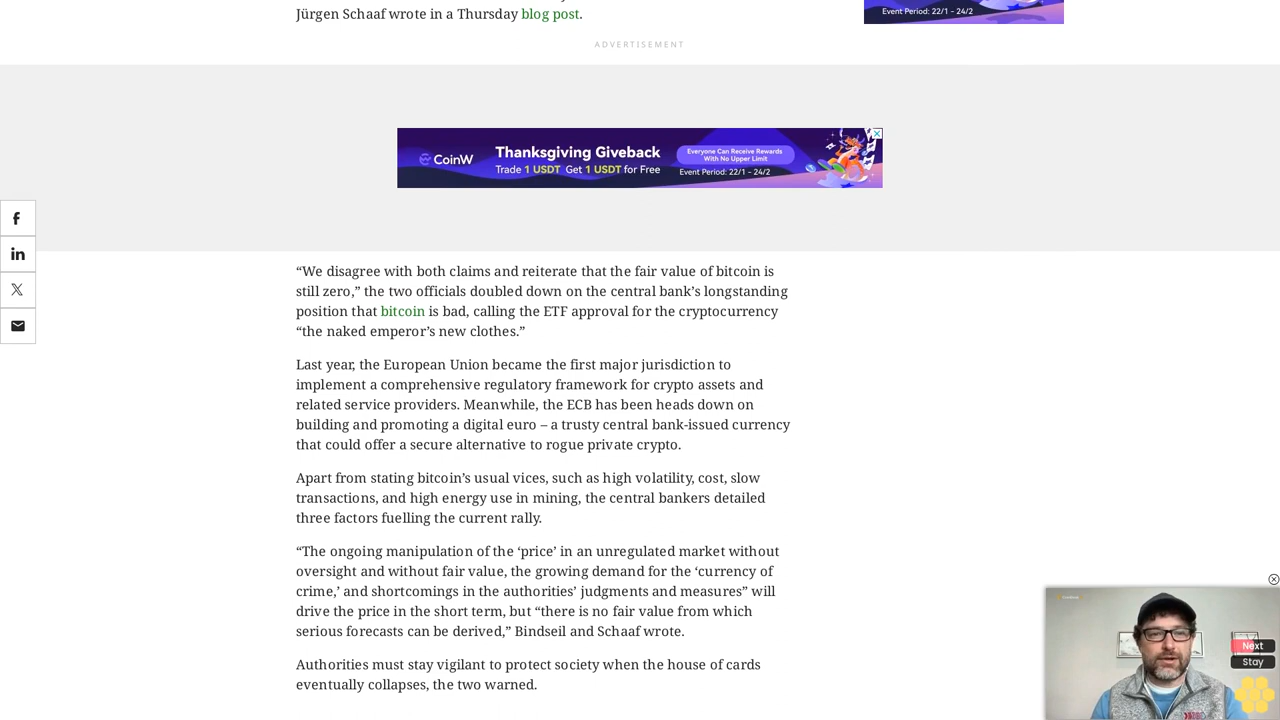 Jürgen Schaaf wrote in a Thursday blog post.
Event Period: 22/1 - 24/2
ADVERTISEMENT
CoinW
Thanksgiving Giveback
Trade 1 USDT Get 1 USDT for Free
Everyone Can Receive Rewards
With No Upper Limit
Event Period: 22/1 - 24/2
“We disagree with both claims and reiterate that the fair value of bitcoin is
still zero,” the two officials doubled down on the central bank’s longstanding
position that bitcoin is bad, calling the ETF approval for the cryptocurrency
“the naked emperor’s new clothes.”
Last year, the European Union became the first major jurisdiction to
implement a comprehensive regulatory framework for crypto assets and
related service providers. Meanwhile, the ECB has been heads down on
building and promoting a digital euro – a trusty central bank-issued currency
that could offer a secure alternative to rogue private crypto.
Apart from stating bitcoin’s usual vices, such as high volatility, cost, slow
transactions, and high energy use in mining, the central bankers detailed
three factors fuelling the current rally.
“The ongoing manipulation of the ‘price’ in an unregulated market without
oversight and without fair value, the growing demand for the ‘currency of
crime,’ and shortcomings in the authorities’ judgments and measures” will
drive the price in the short term, but “there is no fair value from which
serious forecasts can be derived,” Bindseil and Schaaf wrote.
Authorities must stay vigilant to protect society when the house of cards
eventually collapses, the two warned.
Next
Stay